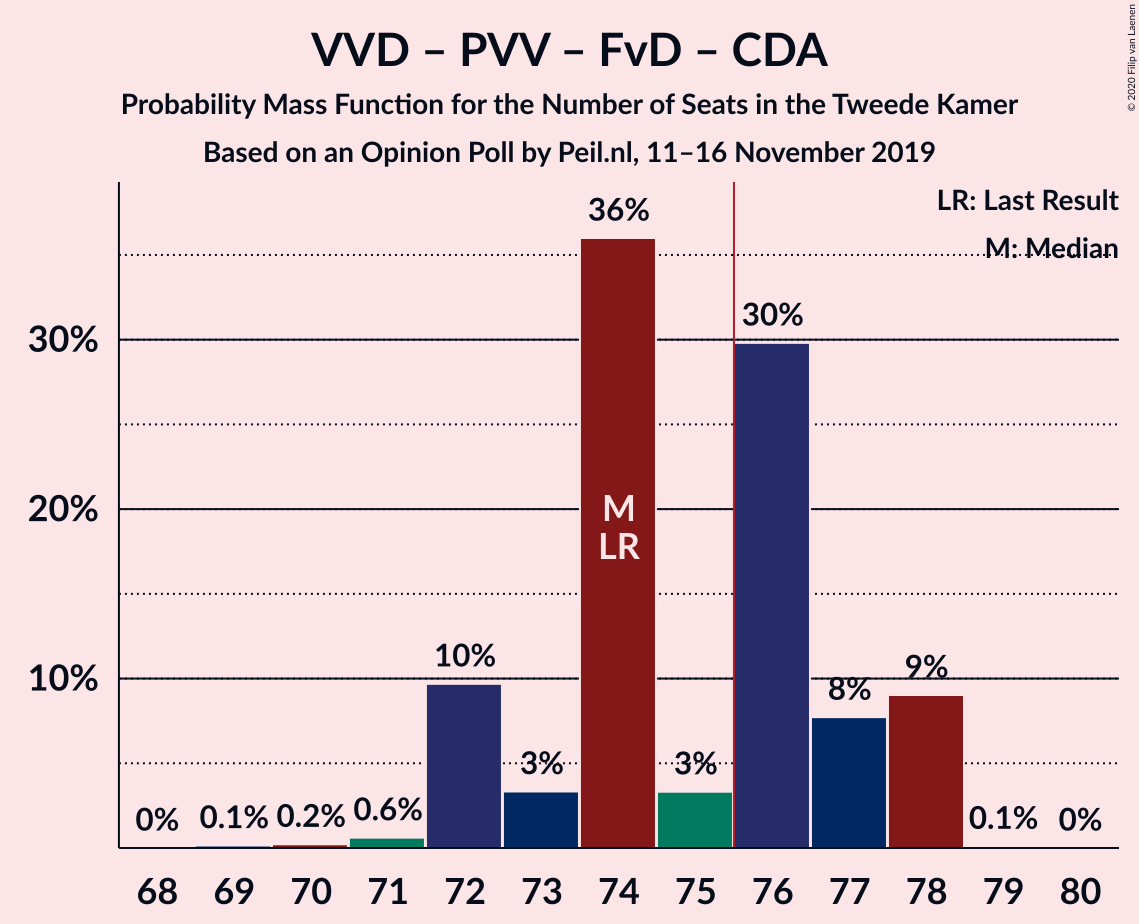 VVD – PVV – FvD – CDA
Probability Mass Function for the Number of Seats in the Tweede Kamer
Based on an Opinion Poll by Peil.nl, 11–16 November 2019
© 2020 Filip van Laenen
LR: Last Result
M: Median
36%
30%
30%
20%
M
LR
10%
10%
9%
8%
3%
3%
0%
0.1%
0.2%
0.6%
0.1%
0%
68 69 70 71 72 73 74 75 76 77 78 79 80